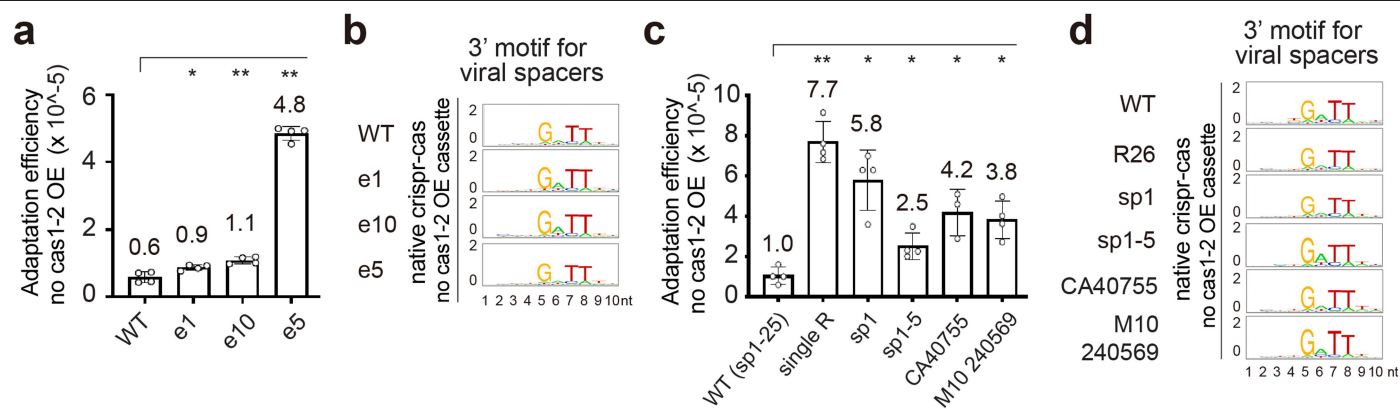 a
Adaptation efficiency
no cas1-2 OE (x 10^-5)
6
4
2
0
* ** **
0.6 0.9 1.1 4.8
WT e1 e10 e5
b
3' motif for
viral spacers
native crispr-cas
no cas1-2 OE cassette
WT
2
0
G TT
e1
2
0
G A TT
e10
2
0
G A TT
e5
2
0
G TT
1 2 3 4 5 6 7 8 9 10 nt
c
Adaptation efficiency
no cas1-2 OE (x 10^-5)
10
8
6
4
2
0
** * * * *
1.0 7.7 5.8 2.5 4.2 3.8
WT (sp1-25) single R sp1 sp1-5 CA40755 M10 240569
d
3' motif for
viral spacers
native crispr-cas
no cas1-2 OE cassette
WT
2
0
G A TT
R26
2
0
G TT
sp1
2
0
G TT
sp1-5
2
0
G A TT
CA40755
2
0
G TT
M10
240569
2
0
G A TT
1 2 3 4 5 6 7 8 9 10 nt